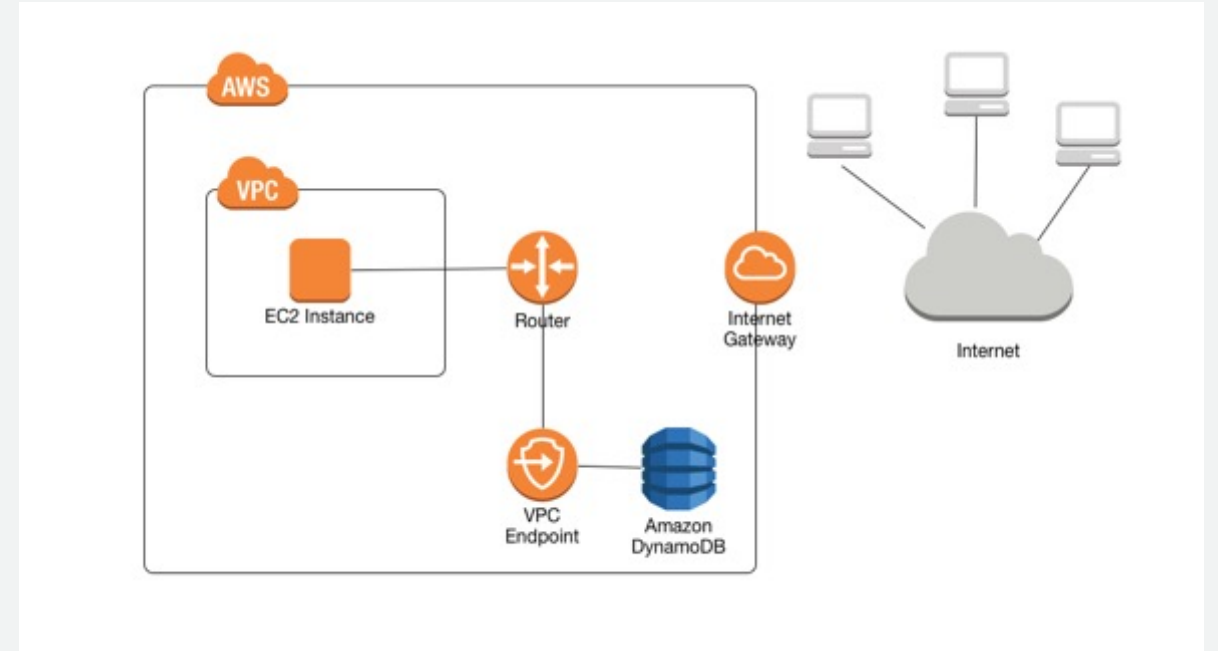 AWS
VPC
EC2 Instance
Router
Internet
Gateway
Internet
VPC
Endpoint
Amazon
DynamoDB